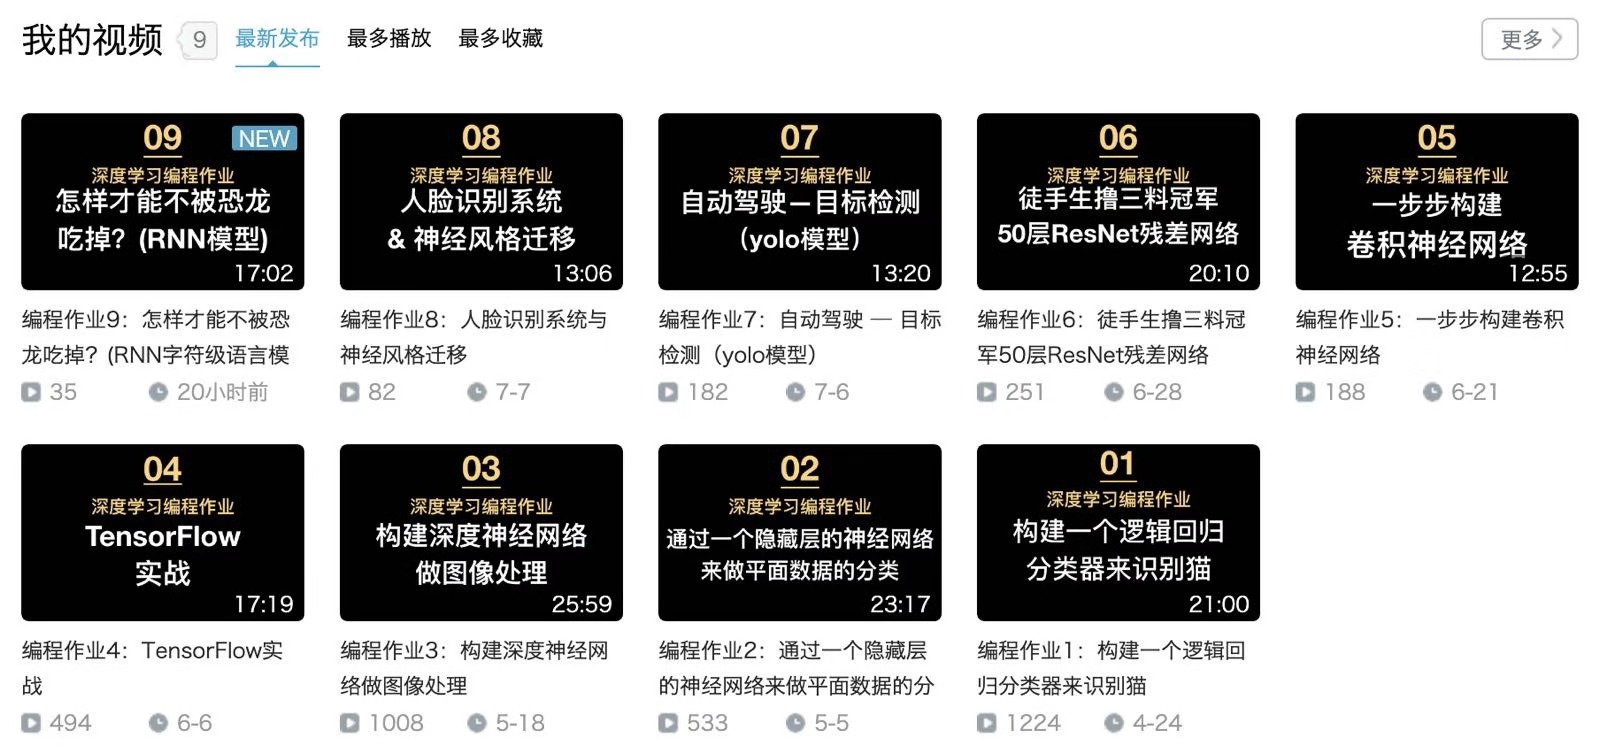 我的视频 9 最新发布 最多播放 最多收藏 更多
09 NEW
深度学习编程作业
怎样才能不被恐龙
吃掉？(RNN模型)
17:02
编程作业9：怎样才能不被恐
龙吃掉？(RNN字符级语言模
35 20小时前
08
深度学习编程作业
人脸识别系统
& 神经风格迁移
13:06
编程作业8：人脸识别系统与
神经风格迁移
82 7-7
07
深度学习编程作业
自动驾驶—目标检测
（yolo模型）
13:20
编程作业7：自动驾驶 — 目标
检测（yolo模型）
182 7-6
06
深度学习编程作业
徒手生撸三料冠军
50层ResNet残差网络
20:10
编程作业6：徒手生撸三料冠
军50层ResNet残差网络
251 6-28
05
深度学习编程作业
一步步构建
卷积神经网络
12:55
编程作业5：一步步构建卷积
神经网络
188 6-21
04
深度学习编程作业
TensorFlow
实战
17:19
编程作业4：TensorFlow实
战
494 6-6
03
深度学习编程作业
构建深度神经网络
做图像处理
25:59
编程作业3：构建深度神经网
络做图像处理
1008 5-18
02
深度学习编程作业
通过一个隐藏层的神经网络
来做平面数据的分类
23:17
编程作业2：通过一个隐藏层
的神经网络来做平面数据的分
533 5-5
01
深度学习编程作业
构建一个逻辑回归
分类器来识别猫
21:00
编程作业1：构建一个逻辑回
归分类器来识别猫
1224 4-24